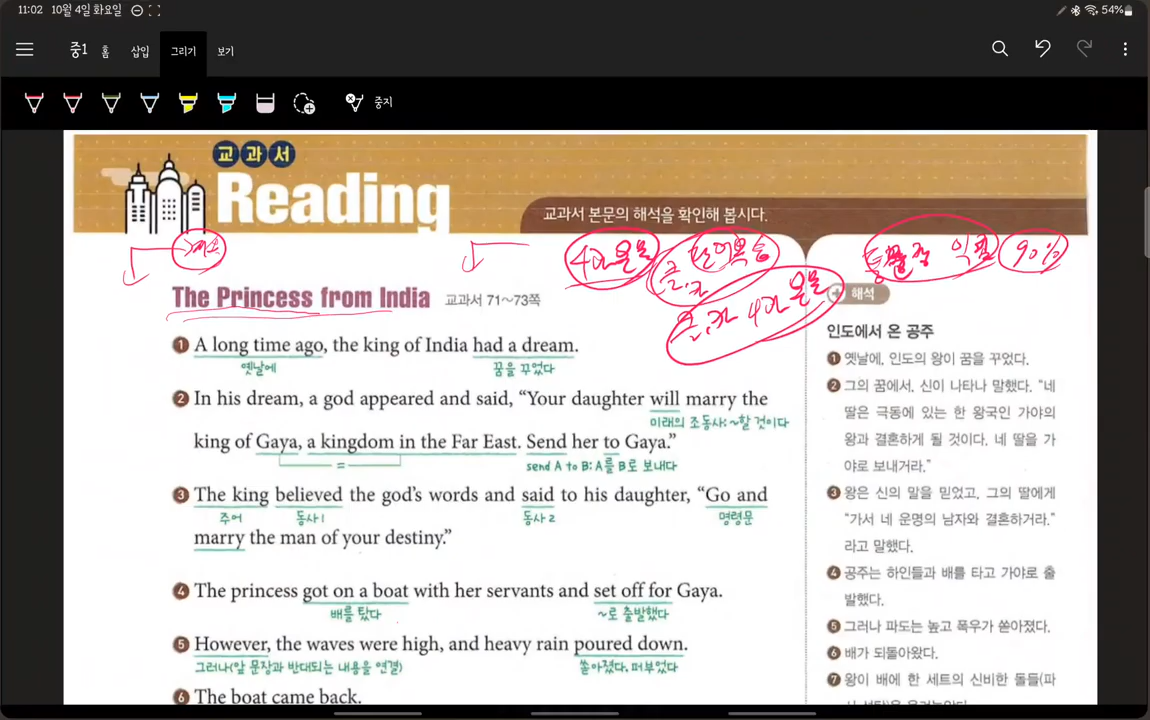 11:02 10월 4일 화요일 54%
중1 홈 삽입 그리기 보기
중지
교과서
Reading
교과서 본문의 해석을 확인해 봅시다.
4과 본문
단어 복습
90%
4과 본문
The Princess from India 교과서 71~73쪽
1 A long time ago, the king of India had a dream.
옛날에 꿈을 꾸었다
2 In his dream, a god appeared and said, “Your daughter will marry the
미래의 조동사: ~할 것이다
king of Gaya, a kingdom in the Far East. Send her to Gaya.”
= send A to B: A를 B로 보내다
3 The king believed the god’s words and said to his daughter, “Go and
주어 동사1 동사2 명령문
marry the man of your destiny.”
4 The princess got on a boat with her servants and set off for Gaya.
배를 탔다 ~로 출발했다
5 However, the waves were high, and heavy rain poured down.
그러나(앞 문장과 반대되는 내용을 연결) 쏟아졌다, 퍼부었다
6 The boat came back.
+ 해석
인도에서 온 공주
1 옛날에, 인도의 왕이 꿈을 꾸었다.
2 그의 꿈에서, 신이 나타나 말했다. “네
딸은 극동에 있는 한 왕국인 가야의
왕과 결혼하게 될 것이다. 네 딸을 가
야로 보내거라.”
3 왕은 신의 말을 믿었고, 그의 딸에게
“가서 네 운명의 남자와 결혼하거라.”
라고 말했다.
4 공주는 하인들과 배를 타고 가야로 출
발했다.
5 그러나 파도는 높고 폭우가 쏟아졌다.
6 배가 되돌아왔다.
7 왕이 배에 한 세트의 신비한 돌들(파